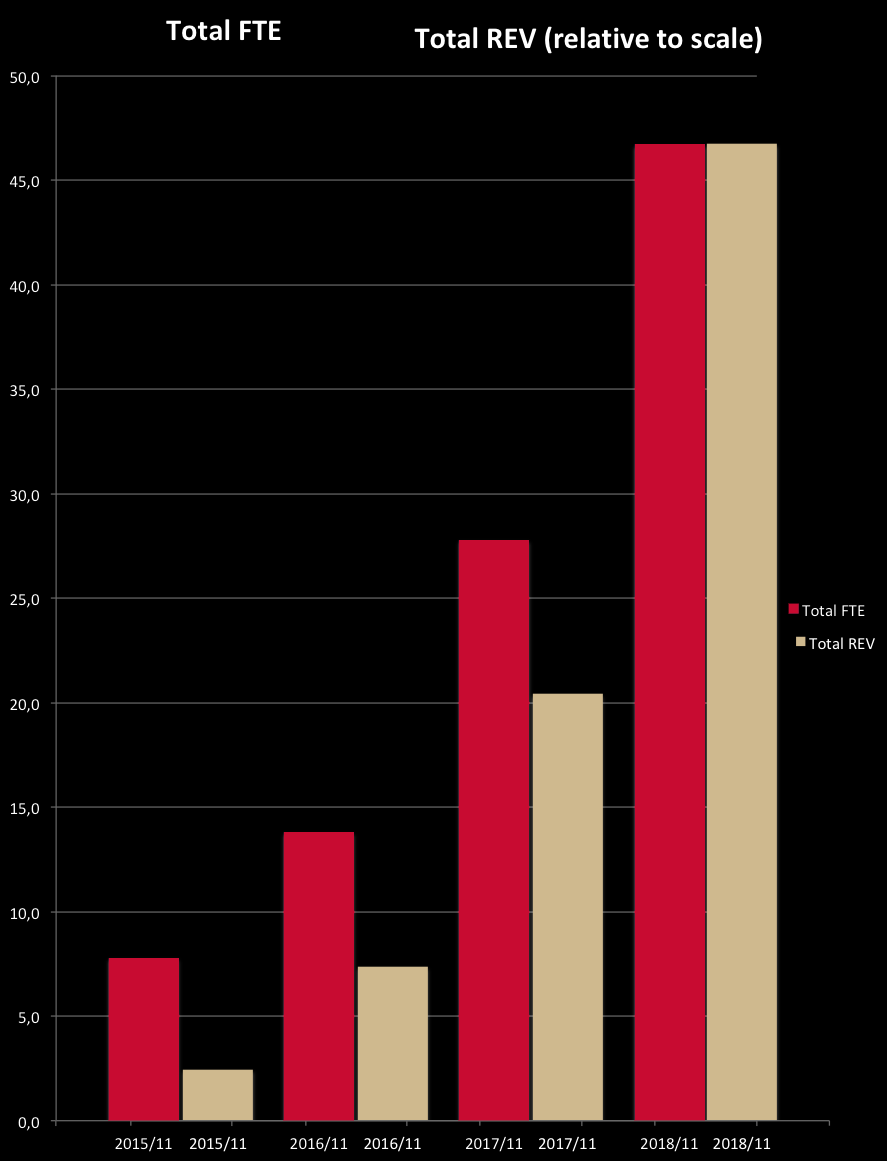 Total FTE
Total REV (relative to scale)
50,0
45,0
40,0
35,0
30,0
25,0
20,0
15,0
10,0
5,0
0,0
2015/11 2015/11 2016/11 2016/11 2017/11 2017/11 2018/11 2018/11
Total FTE
Total REV